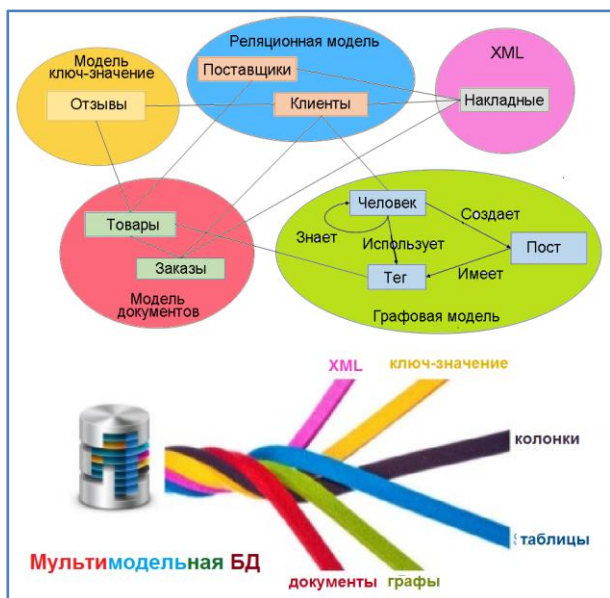 Модель
ключ-значение
Отзывы
Реляционная модель
Поставщики
Клиенты
XML
Накладные
Товары
Заказы
Модель
документов
Человек
Знает
Использует
Создает
Пост
Имеет
Тег
Графовая модель
XML
ключ-значение
колонки
таблицы
Мультимодельная БД
документы
графы